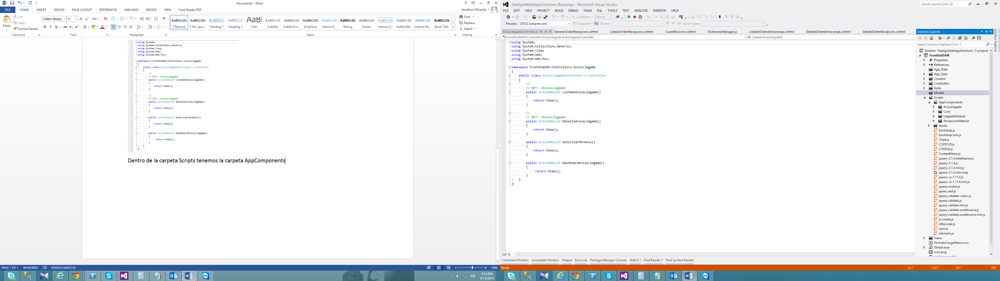 Document2 - Word
Jonathan Miranda
FILE HOME INSERT DESIGN PAGE LAYOUT REFERENCES MAILINGS REVIEW VIEW Foxit Reader PDF
Paste
Cut
Copy
Format Painter
Calibri (Body) 11
AaBbCcDc AaBbCcDc AaBbCc AaBbCcD AaBl AaBbCcD AaBbCcDc AaBbCcDc AaBbCcDc AaBbCcDc AaBbCcDc AaBbCcDc AaBbCcDc AaBbCcDc AaBbCcDc
¶ Normal ¶ No Spac... Heading 1 Heading 2 Title Subtitle Subtle Em... Emphasis Intense E... Strong Quote Intense Q... Subtle Ref... Intense Re... Book Title
Find
Replace
Select
Clipboard Font Paragraph Styles Editing
using System;
using System.Collections.Generic;
using System.Linq;
using System.Web;
using System.Web.Mvc;
namespace FrontEndSAM.Controllers.AvisoLlegada
{
public class AvisoLlegadaController : Controller
{
//
// GET: /AvisoLlegada/
public ActionResult ListadoAvisoLlegada()
{
return View();
}
//
// GET: /AvisoLlegada/
public ActionResult DetalleAvisoLlegada()
{
return View();
}
public ActionResult AutorizarPermiso()
{
return View();
}
public ActionResult DashboardAvisoLlegada()
{
return View();
}
}
}
Dentro de la carpeta Scripts tenemos la carpeta AppComponents
PAGE 1 OF 1 49 WORDS SPANISH (MEXICO) 156%
ESP
5:15 PM
9/13/2015
SteelgoWebAppSolutions (Running) - Microsoft Visual Studio
Quick Launch (Ctrl+Q)
FILE EDIT VIEW PROJECT BUILD DEBUG TEAM SQL TOOLS TEST ANALYZE WINDOW HELP
Continue Debug
Process: [3032] iisexpress.exe Suspend Thread: Stack Frame:
AvisoLlegadaController.cs GenerarOrdenRecepcion.cshtml ListadoOrdenRecepcion.cshtml Cuantificacion.cshtml DictionaryManager.js ListadoOrdenAlmacenaje.cshtml DetalleOrdenAlmacenaje.cshtml DetalleOrdenRecepcion.cshtml
FrontEndSAM.Controllers.AvisoLlegada.AvisoLlegadaController ListadoAvisoLlegada()
using System;
using System.Collections.Generic;
using System.Linq;
using System.Web;
using System.Web.Mvc;
namespace FrontEndSAM.Controllers.AvisoLlegada
{
public class AvisoLlegadaController : Controller
{
//
// GET: /AvisoLlegada/
public ActionResult ListadoAvisoLlegada()
{
return View();
}
//
// GET: /AvisoLlegada/
public ActionResult DetalleAvisoLlegada()
{
return View();
}
public ActionResult AutorizarPermiso()
{
return View();
}
public ActionResult DashboardAvisoLlegada()
{
return View();
}
}
}
100 %
Command Window Immediate Window Output Error List Package Manager Console Watch 1 Find Results 1 Find Symbol Results
Ready Ln 1 Col 1 Ch 1 INS
Solution Explorer
Solution Explorer
Search Solution Explorer (Ctrl+')
Solution 'SteelgoWebAppSolutions' (1 project)
FrontEndSAM
Properties
References
App_Data
App_Start
Content
Controllers
fonts
Models
Scripts
AppComponents
AvisoLlegada
Core
LlegadaMaterial
RecepcionMaterial
kendo
bootstrap.js
bootstrap.min.js
Chart.js
CODE128.js
CODE39.js
ContextMenu.js
jquery-2.1.4.intellisense.js
jquery-2.1.4.js
jquery-2.1.4.min.js
jquery-2.1.4.min.map
jquery-ui-1.11.4.js
jquery-ui-1.11.4.min.js
jquery.cookie.js
jquery.rest.js
jquery.validate-vsdoc.js
jquery.validate.js
jquery.validate.min.js
jquery.validate.unobtrusive.js
jquery.validate.unobtrusive.min.js
js.cookie.js
JsBarcode.js
npm.js
xdomain.js
Views
FormatoCargaMasiva.csv
Global.asax
Icon.png